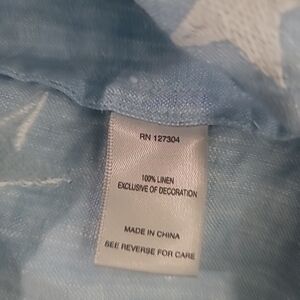 RN 127304
100% LINEN
EXCLUSIVE OF DECORATION
MADE IN CHINA
SEE REVERSE FOR CARE